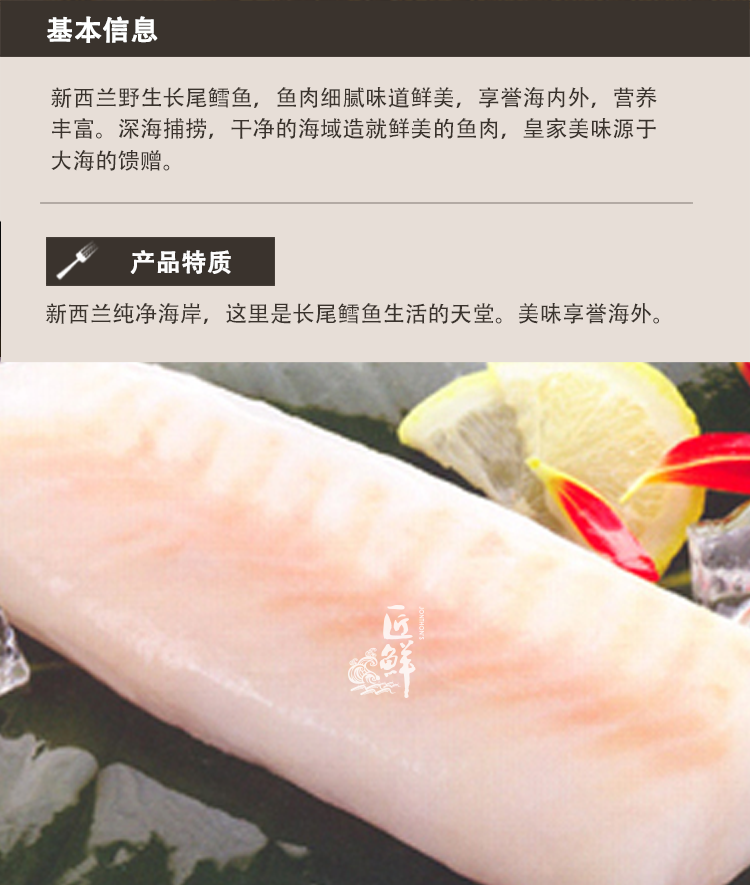 基本信息
新西兰野生长尾鳕鱼，鱼肉细腻味道鲜美，享誉海内外，营养
丰富。深海捕捞，干净的海域造就鲜美的鱼肉，皇家美味源于
大海的馈赠。
产品特质
新西兰纯净海岸，这里是长尾鳕鱼生活的天堂。美味享誉海外。
匠鲜